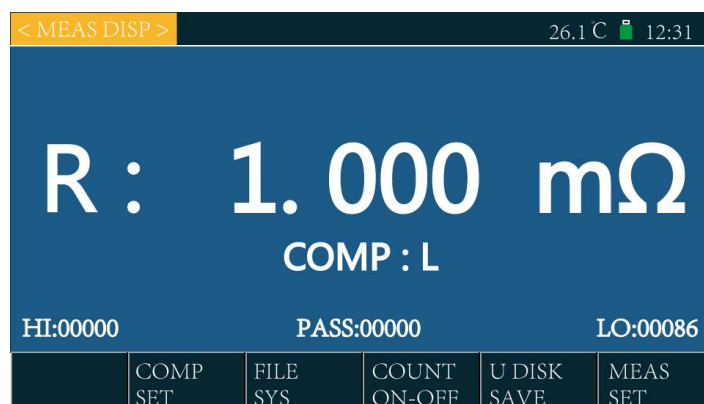 < MEAS DISP > 26.1℃ 12:31
R : 1. 000 mΩ
COMP : L
HI:00000 PASS:00000 LO:00086
COMP FILE COUNT U DISK MEAS
SET SYS ON-OFF SAVE SET